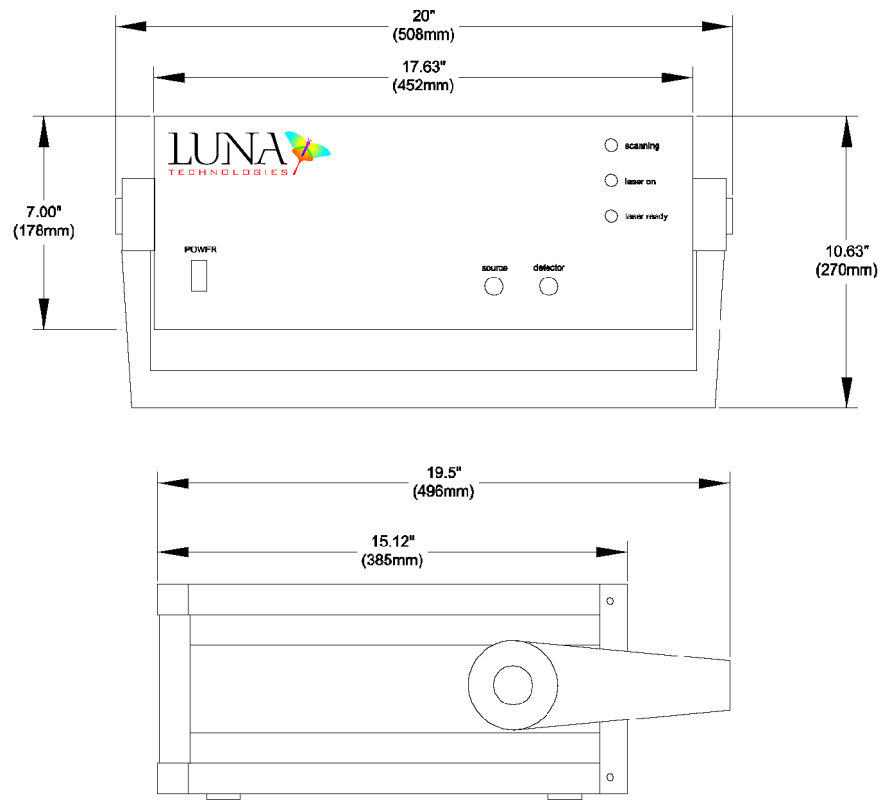 20"
(508mm)
17.63"
(452mm)
LUNA
TECHNOLOGIES
scanning
laser on
laser ready
7.00"
(178mm)
POWER
source detector
10.63"
(270mm)
19.5"
(496mm)
15.12"
(385mm)